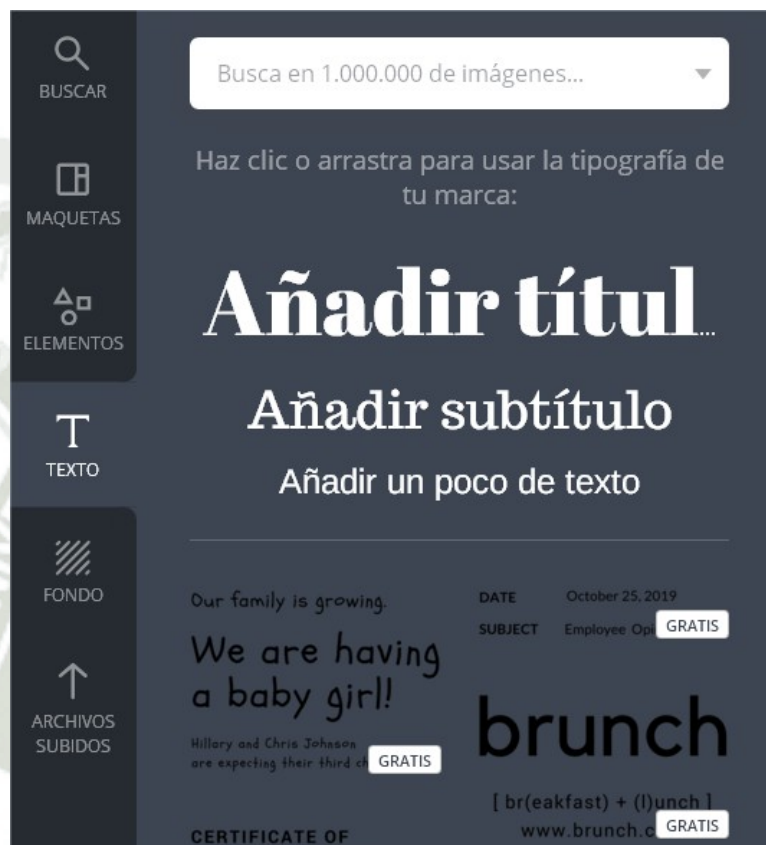 BUSCAR
MAQUETAS
ELEMENTOS
TEXTO
FONDO
ARCHIVOS
SUBIDOS
Busca en 1.000.000 de imágenes...
Haz clic o arrastra para usar la tipografía de
tu marca:
Añadir títul...
Añadir subtítulo
Añadir un poco de texto
Our family is growing.
We are having
a baby girl!
Hillary and Chris Johnson
are expecting their third ch
GRATIS
CERTIFICATE OF
DATE October 25, 2019
SUBJECT Employee Opi
GRATIS
brunch
[ br(eakfast) + (l)unch ]
www.brunch.c
GRATIS